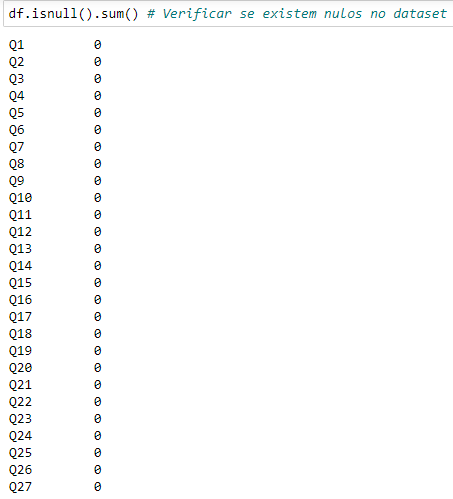 df.isnull().sum() # Verificar se existem nulos no dataset
Q1 0
Q2 0
Q3 0
Q4 0
Q5 0
Q6 0
Q7 0
Q8 0
Q9 0
Q10 0
Q11 0
Q12 0
Q13 0
Q14 0
Q15 0
Q16 0
Q17 0
Q18 0
Q19 0
Q20 0
Q21 0
Q22 0
Q23 0
Q24 0
Q25 0
Q26 0
Q27 0